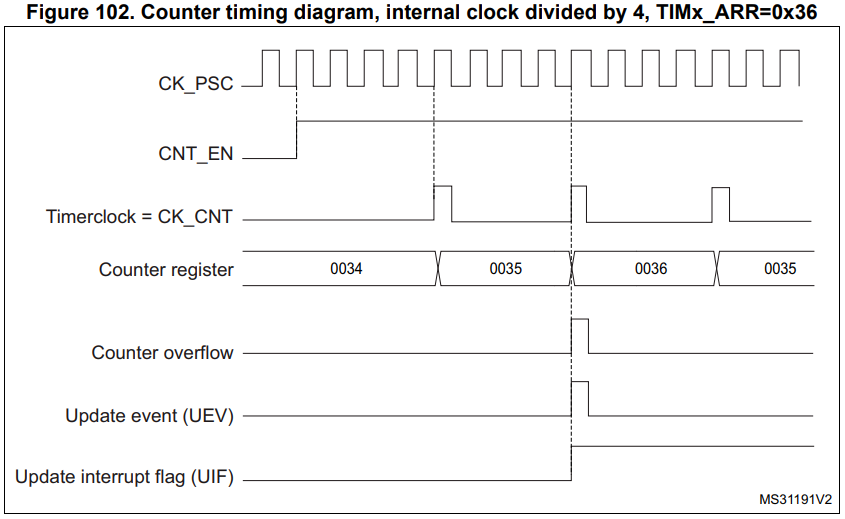 Figure 102. Counter timing diagram, internal clock divided by 4, TIMx_ARR=0x36
CK_PSC
CNT_EN
Timerclock = CK_CNT
Counter register 0034 0035 0036 0035
Counter overflow
Update event (UEV)
Update interrupt flag (UIF)
MS31191V2